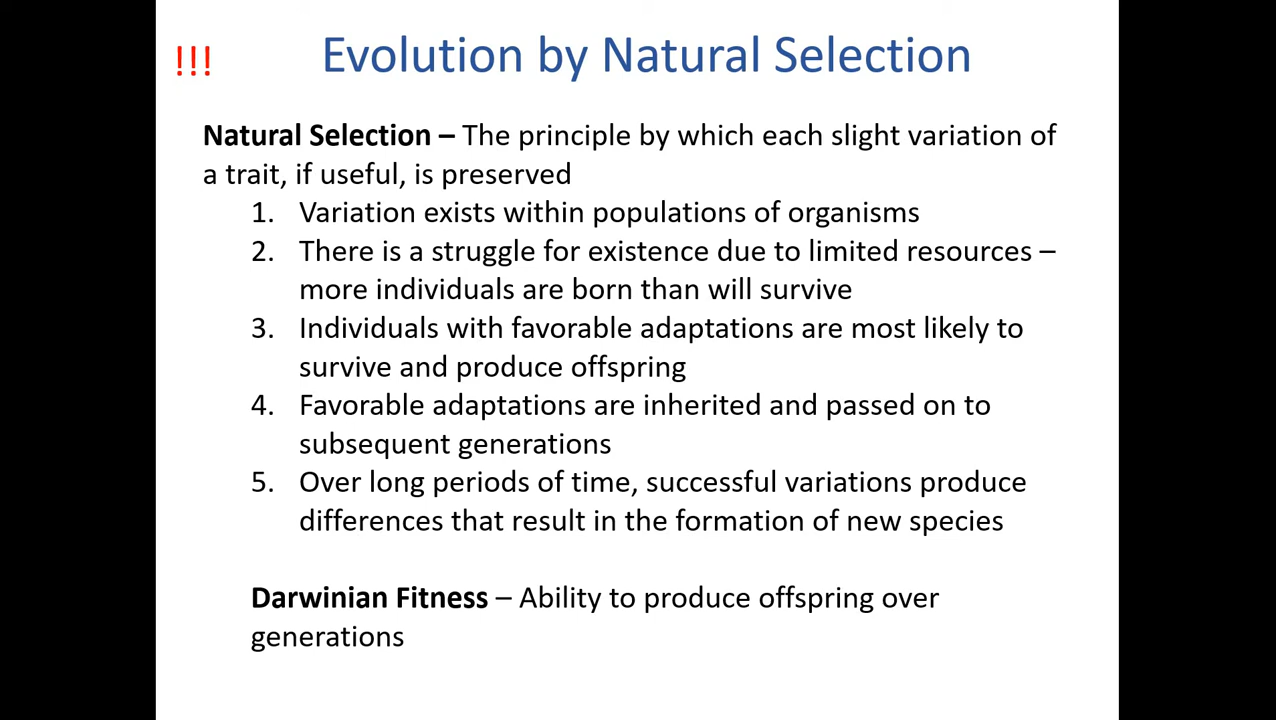 !!!
Evolution by Natural Selection
Natural Selection – The principle by which each slight variation of
a trait, if useful, is preserved
1. Variation exists within populations of organisms
2. There is a struggle for existence due to limited resources –
more individuals are born than will survive
3. Individuals with favorable adaptations are most likely to
survive and produce offspring
4. Favorable adaptations are inherited and passed on to
subsequent generations
5. Over long periods of time, successful variations produce
differences that result in the formation of new species
Darwinian Fitness – Ability to produce offspring over
generations